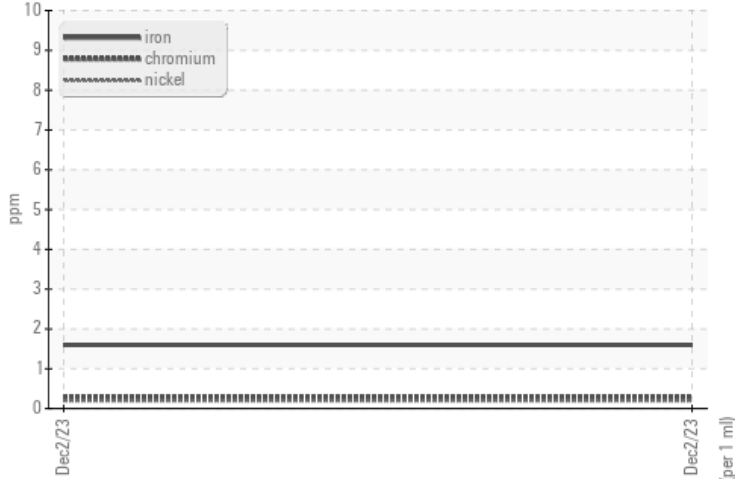 10
9
8
7
6
5
4
3
2
1
0
ppm
iron
chromium
nickel
Dec2/23
Dec2/23
(per 1 ml)